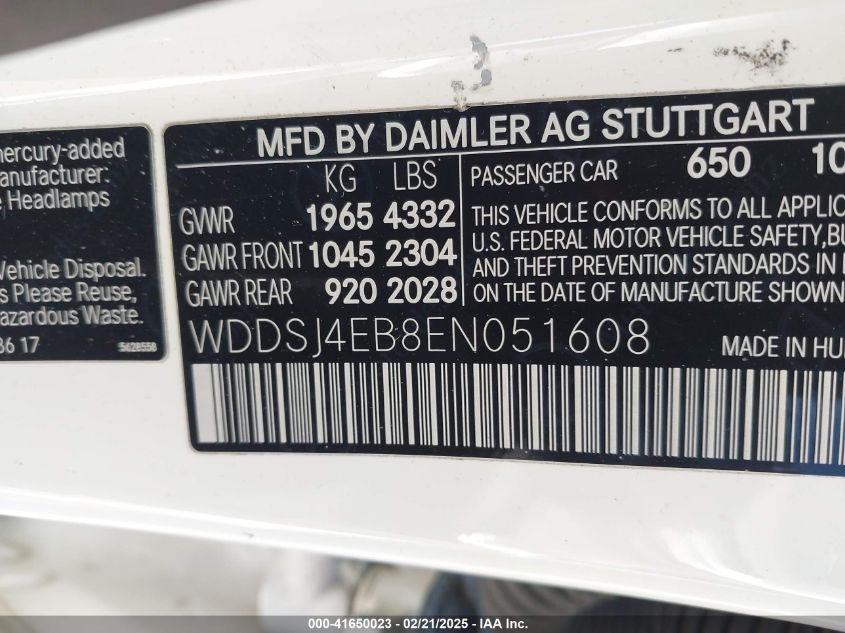 mercury-added
anufacturer:
e Headlamps
Vehicle Disposal.
s Please Reuse,
azardous Waste.
36 17
5628558
MFD BY DAIMLER AG STUTTGART
KG LBS
GVWR 1965 4332
GAWR FRONT 1045 2304
GAWR REAR 920 2028
PASSENGER CAR 650 10
THIS VEHICLE CONFORMS TO ALL APPLIC
U.S. FEDERAL MOTOR VEHICLE SAFETY,BU
AND THEFT PREVENTION STANDARDS IN
ON THE DATE OF MANUFACTURE SHOWN
WDDSJ4EB8EN051608
MADE IN HU
000-41650023 - 02/21/2025 - IAA Inc.